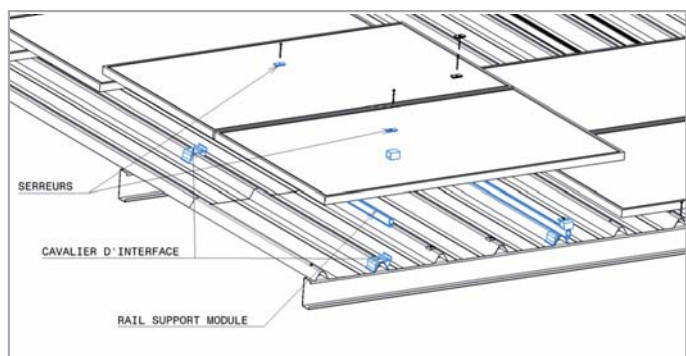 SERREURS
CAVALIER D'INTERFACE
RAIL SUPPORT MODULE